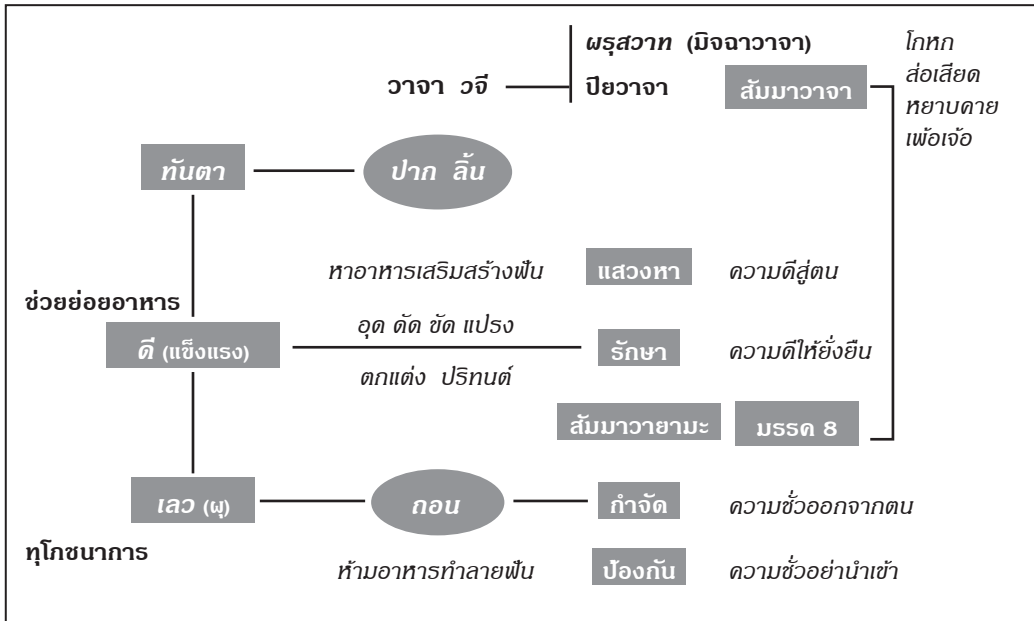 ผรุสวาท (มิจฉาวาจา)
โกหก
วาจา วจี
ปิยวาจา
สัมมาวาจา
ส่อเสียด
หยาบคาย
เพ้อเจ้อ
ทันตา
ปาก ลิ้น
หาอาหารเสริมสร้างฟัน
แสวงหา
ความดีสู่ตน
ช่วยย่อยอาหาร
อุด ดัด ขัด แปรง
ดี (แข็งแรง)
รักษา
ความดีให้ยั่งยืน
ตกแต่ง ปริทนต์
สัมมาวายามะ
มรรค 8
เลว (ผุ)
ถอน
กำจัด
ความชั่วออกจากตน
ทุโภชนาการ
ห้ามอาหารทำลายฟัน
ป้องกัน
ความชั่วอย่านำเข้า